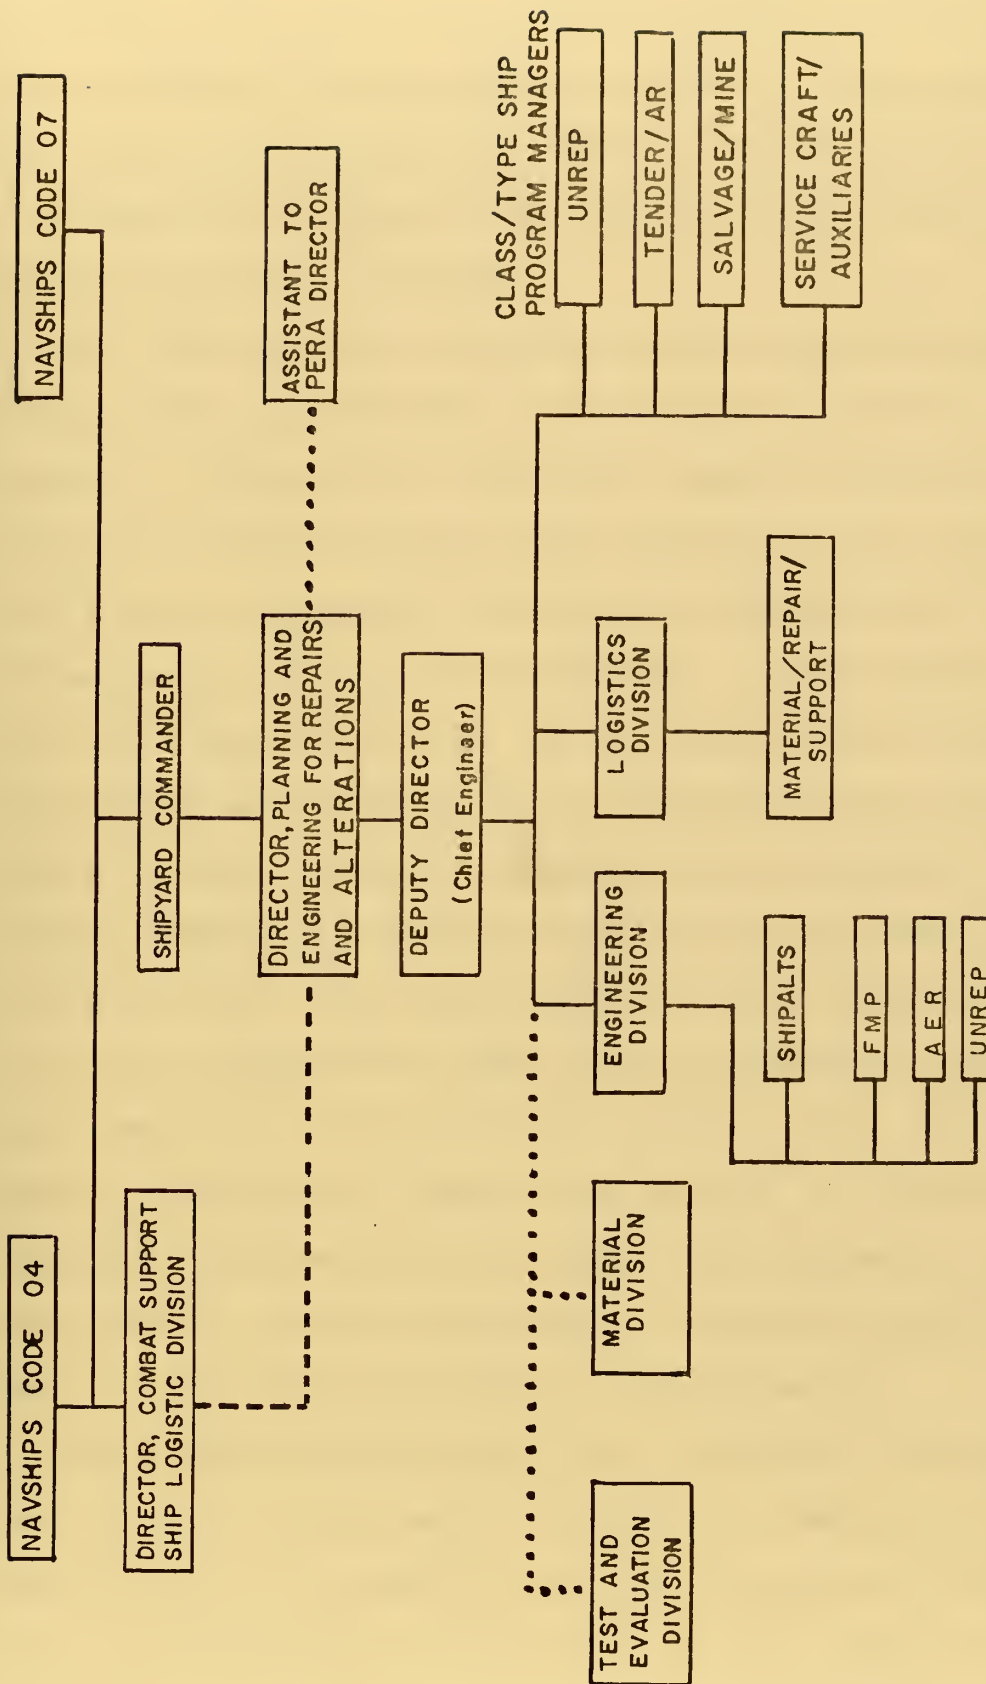 NAVSHIPS CODE 04
NAVSHIPS CODE 07
DIRECTOR, COMBAT SUPPORT
SHIP LOGISTIC DIVISION
SHIPYARD COMMANDER
DIRECTOR, PLANNING AND
ENGINEERING FOR REPAIRS
AND ALTERATIONS
ASSISTANT TO
PERA DIRECTOR
DEPUTY DIRECTOR
(Chief Engineer)
CLASS/TYPE SHIP
PROGRAM MANAGERS
TEST AND
EVALUATION
DIVISION
MATERIAL
DIVISION
ENGINEERING
DIVISION
LOGISTICS
DIVISION
UNREP
TENDER/AR
SALVAGE/MINE
SERVICE CRAFT/
AUXILIARIES
SHIPALTS
FMP
AER
UNREP
MATERIAL/REPAIR/
SUPPORT